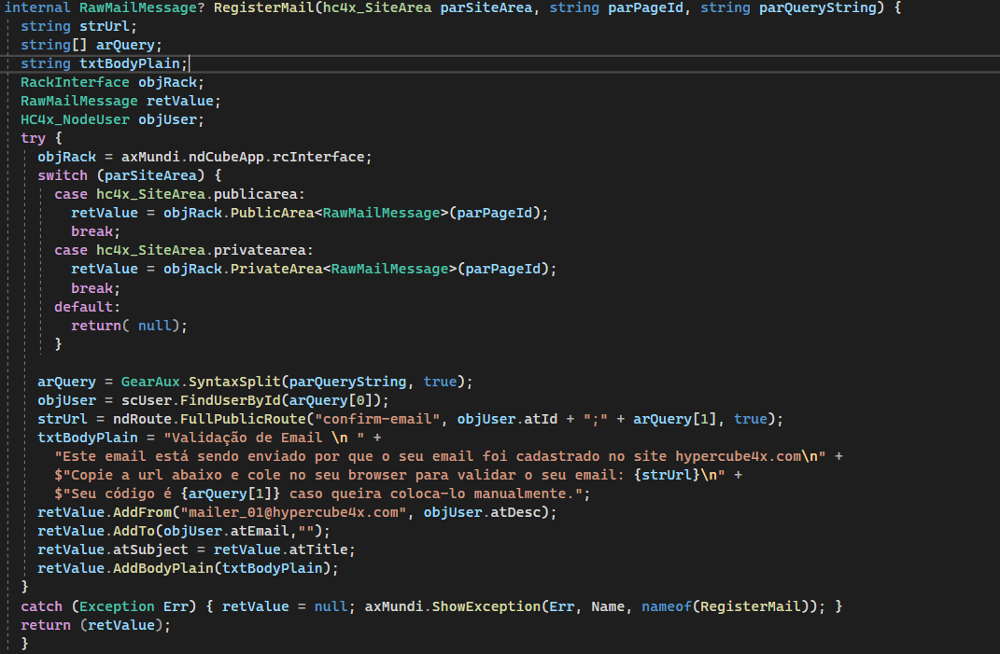 internal RawMailMessage? RegisterMail(hc4x_SiteArea parSiteArea, string parPageId, string parQueryString) {
string strUrl;
string[] arQuery;
string txtBodyPlain;
RackInterface objRack;
RawMailMessage retValue;
HC4x_NodeUser objUser;
try {
objRack = axMundi.ndCubeApp.rcInterface;
switch (parSiteArea) {
case hc4x_SiteArea.publicarea:
retValue = objRack.PublicArea<RawMailMessage>(parPageId);
break;
case hc4x_SiteArea.privatearea:
retValue = objRack.PrivateArea<RawMailMessage>(parPageId);
break;
default:
return( null);
}
arQuery = GearAux.SyntaxSplit(parQueryString, true);
objUser = scUser.FindUserById(arQuery[0]);
strUrl = ndRoute.FullPublicRoute("confirm-email", objUser.atId + ";" + arQuery[1], true);
txtBodyPlain = "Validação de Email \n " +
"Este email está sendo enviado por que o seu email foi cadastrado no site hypercube4x.com\n" +
$"Copie a url abaixo e cole no seu browser para validar o seu email: {strUrl}\n" +
$"Seu código é {arQuery[1]} caso queira coloca-lo manualmente.";
retValue.AddFrom("mailer_01@hypercube4x.com", objUser.atDesc);
retValue.AddTo(objUser.atEmail,"");
retValue.atSubject = retValue.atTitle;
retValue.AddBodyPlain(txtBodyPlain);
}
catch (Exception Err) { retValue = null; axMundi.ShowException(Err, Name, nameof(RegisterMail)); }
return (retValue);
}